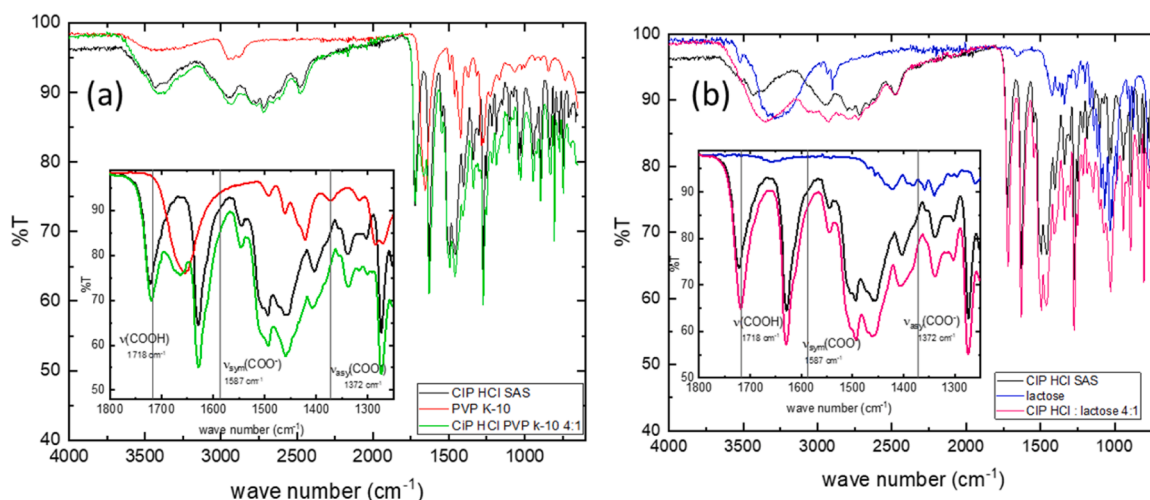 (a)
100
90
80
70
60
50
40
%T
4000 3500 3000 2500 2000 1500 1000
wave number (cm-1)
90
80
70
60
50
%T
1800 1700 1600 1500 1400 1300
wave number (cm-1)
ν(COOH)
1718 cm-1
νsym(COO-)
1587 cm-1
νasy(COO-)
1372 cm-1
CIP HCl SAS
PVP K-10
CiP HCl PVP k-10 4:1
(b)
100
90
80
70
60
50
40
%T
4000 3500 3000 2500 2000 1500 1000
wave number (cm-1)
90
80
70
60
50
%T
1800 1700 1600 1500 1400 1300
wave number (cm-1)
ν(COOH)
1718 cm-1
νsym(COO-)
1587 cm-1
νasy(COO-)
1372 cm-1
CIP HCl SAS
lactose
CIP HCl : lactose 4:1